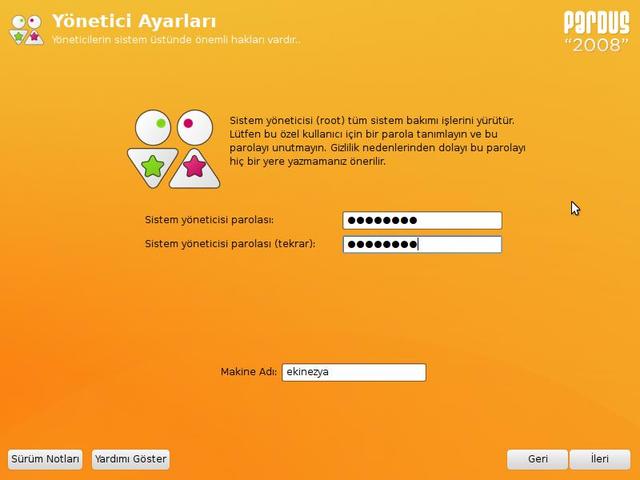 Yönetici Ayarları
Yöneticilerin sistem üstünde önemli hakları vardır..
PARDUS
“2008”
Sistem yöneticisi (root) tüm sistem bakımı işlerini yürütür.
Lütfen bu özel kullanıcı için bir parola tanımlayın ve bu
parolayı unutmayın. Gizlilik nedenlerinden dolayı bu parolayı
hiç bir yere yazmamanız önerilir.
Sistem yöneticisi parolası: ●●●●●●●●
Sistem yöneticisi parolası (tekrar): ●●●●●●●●
Makine Adı: ekinezya
Sürüm Notları Yardımı Göster Geri İleri